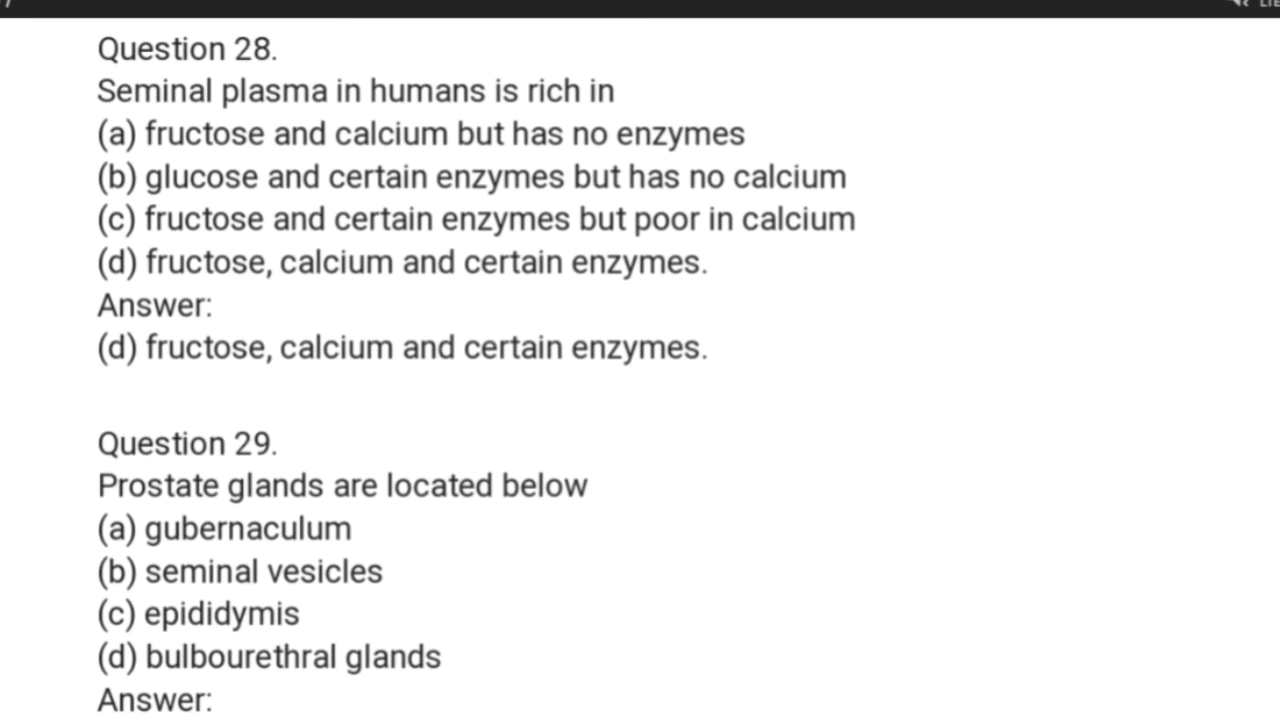 Question 28.
Seminal plasma in humans is rich in
(a) fructose and calcium but has no enzymes
(b) glucose and certain enzymes but has no calcium
(c) fructose and certain enzymes but poor in calcium
(d) fructose, calcium and certain enzymes.
Answer:
(d) fructose, calcium and certain enzymes.
Question 29.
Prostate glands are located below
(a) gubernaculum
(b) seminal vesicles
(c) epididymis
(d) bulbourethral glands
Answer: